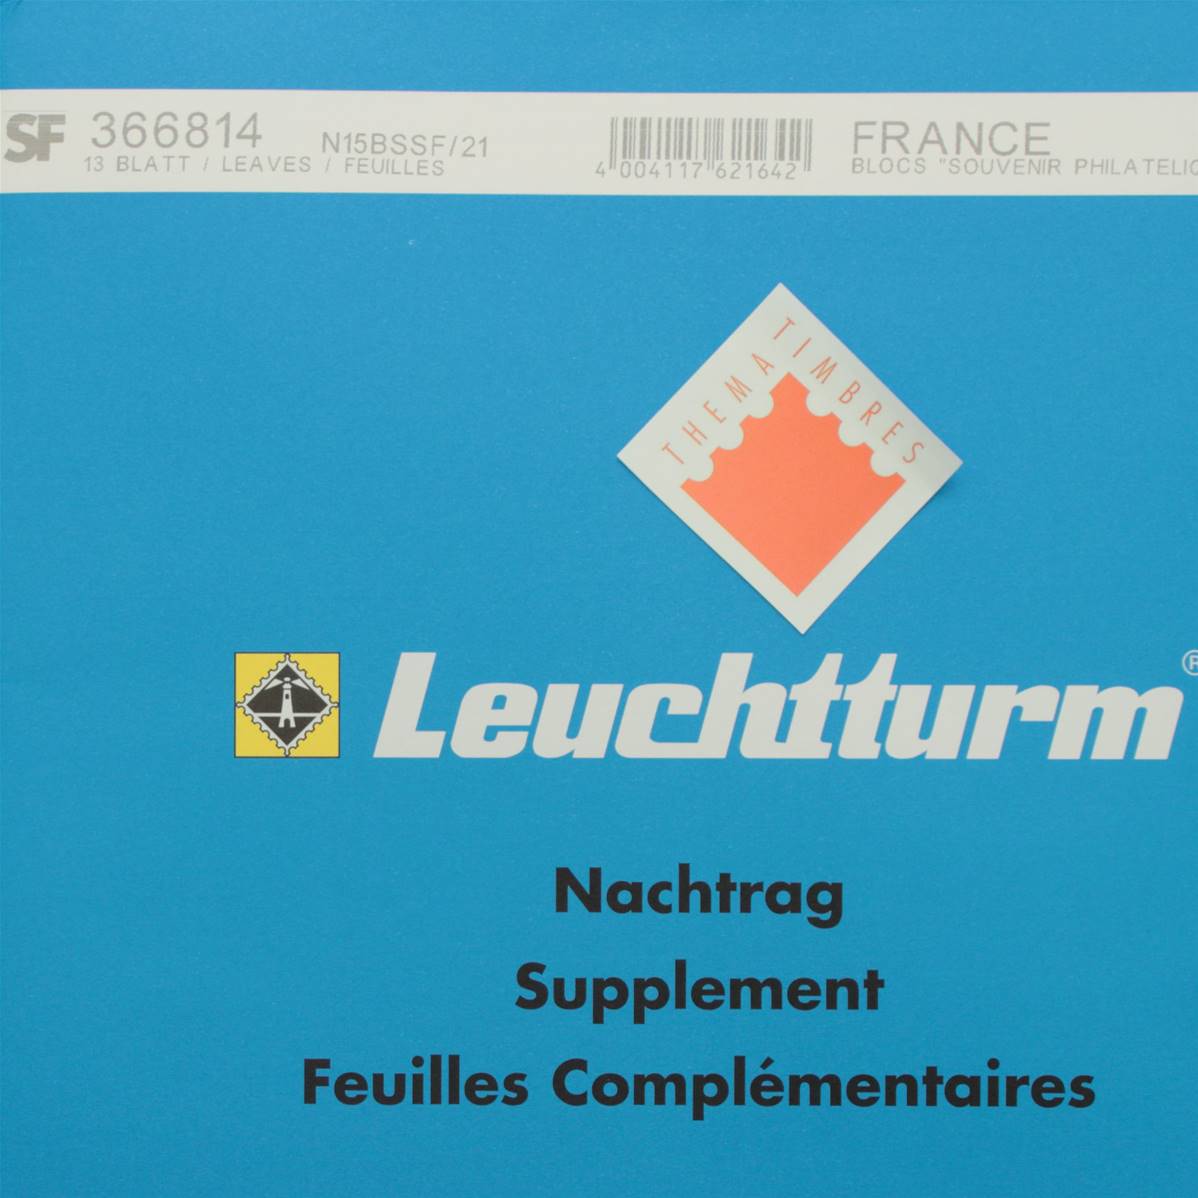 SF 366814 N15BSSF/21 FRANCE
13 BLATT / LEAVES / FEUILLES 4 004117 621642 BLOCS "SOUVENIR
THEMA TIMBRES
Leuchtturm®
Nachtrag
Supplement
Feuilles Complémentaires